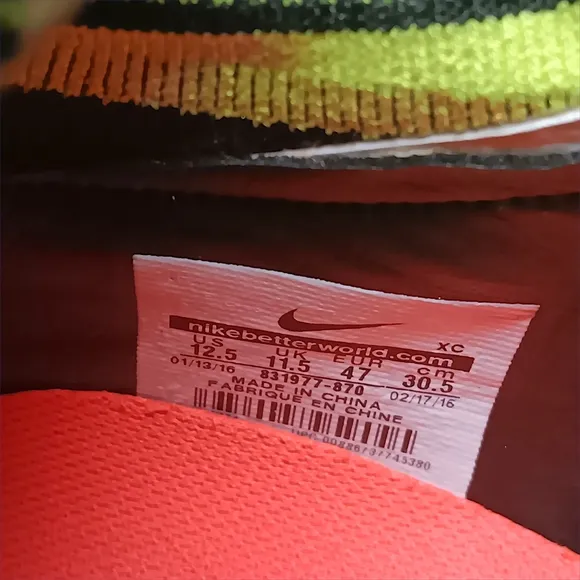 XC
nikebetterworld.com
US UK EUR cm
12.5 11.5 47 30.5
01/13/16 831977-870 02/17/16
MADE IN CHINA
FABRIQUE EN CHINE